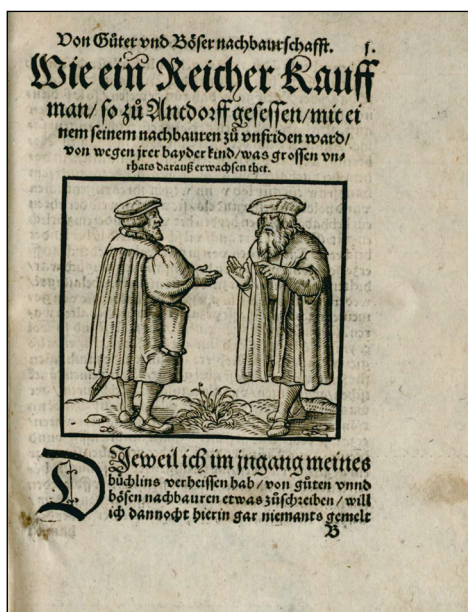 Von Güter vnd Böser nachbaurschafft. 1.
Wie ein Reicher Kauff
man/ so zů Antdorff gesessen/ mit ei
nem seinem nachbauren zů vnfriden ward/
von wegen jrer bayder kind/ was grossen vn-
rhats darauß erwachsen thet.
DJeweil ich im jngang meines
büchlins verheissen hab/ von gůten vnnd
bösen nachbauren etwas zůschreiben/ will
ich dannocht hierin gar niemants gemelt
B